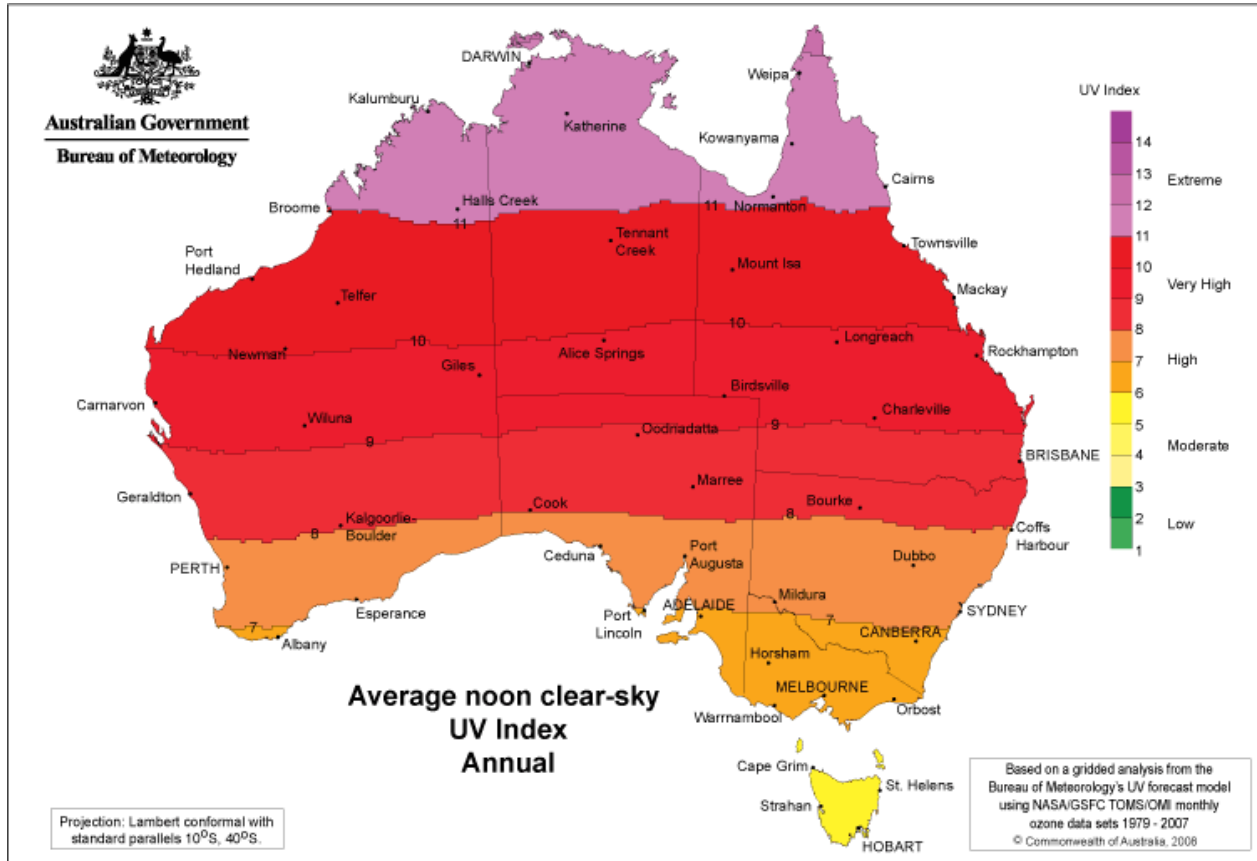 Australian Government
Bureau of Meteorology
DARWIN
Weipa
Kalumburu
Katherine
Kowanyama
Cairns
Broome
Halls Creek
11
11
Normanton
Port
Hedland
Tennant
Creek
Townsville
Mount Isa
Telfer
Mackay
10
10
Newman
Alice Springs
Longreach
Rockhampton
Giles
Birdsville
Carnarvon
Wiluna
Charleville
9
9
Oodnadatta
BRISBANE
Geraldton
Marree
Cook
Bourke
8
8
Kalgoorlie-
Boulder
Coffs
Harbour
Ceduna
Port
Augusta
Dubbo
PERTH
Esperance
Port
Lincoln
ADELAIDE
Mildura
SYDNEY
7
7
Albany
CANBERRA
Horsham
MELBOURNE
Warrnambool
Orbost
Cape Grim
St. Helens
Strahan
HOBART
UV Index
14
13
Extreme
12
11
10
Very High
9
8
High
7
6
5
Moderate
4
3
2
Low
1
Average noon clear-sky
UV Index
Annual
Projection: Lambert conformal with
standard parallels 10°S, 40°S.
Based on a gridded analysis from the
Bureau of Meteorology's UV forecast model
using NASA/GSFC TOMS/OMI monthly
ozone data sets 1979 - 2007
© Commonwealth of Australia, 2008